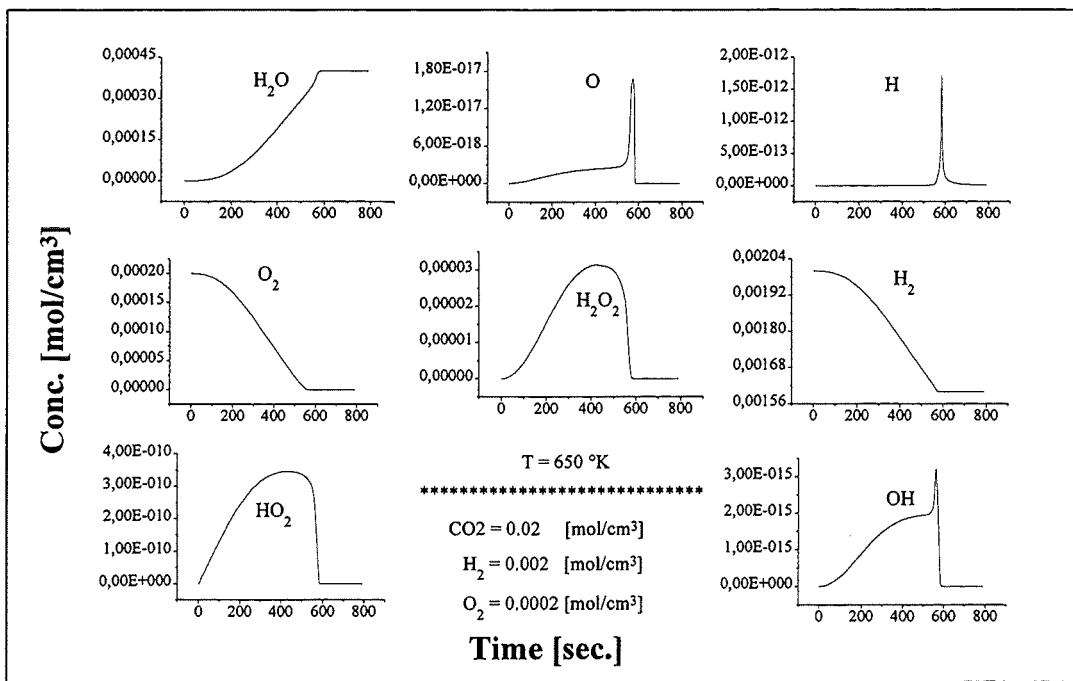 0,00045
0,00030
0,00015
0,00000
H2O
0 200 400 600 800
1,80E-017
1,20E-017
6,00E-018
0,00E+000
O
0 200 400 600 800
2,00E-012
1,50E-012
1,00E-012
5,00E-013
0,00E+000
H
0 200 400 600 800
Conc. [mol/cm³]
0,00020
0,00015
0,00010
0,00005
0,00000
O2
0 200 400 600 800
0,00003
0,00002
0,00001
0,00000
H2O2
0 200 400 600 800
0,00204
0,00192
0,00180
0,00168
0,00156
H2
0 200 400 600 800
4,00E-010
3,00E-010
2,00E-010
1,00E-010
0,00E+000
HO2
0 200 400 600 800
T = 650 °K
******************************
CO2 = 0.02 [mol/cm³]
H2 = 0.002 [mol/cm³]
O2 = 0.0002 [mol/cm³]
3,00E-015
2,00E-015
1,00E-015
0,00E+000
OH
0 200 400 600 800
Time [sec.]